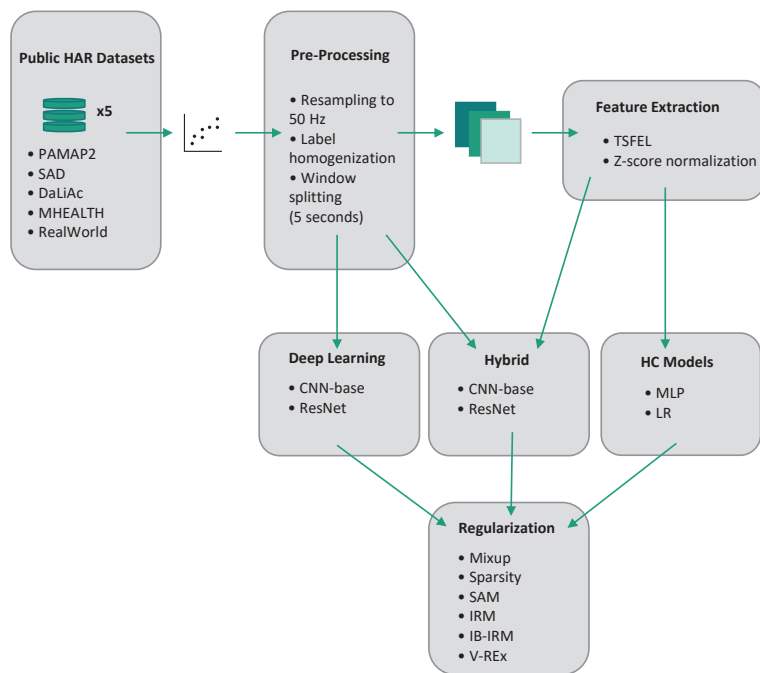 Public HAR Datasets
x5
• PAMAP2
• SAD
• DaLiAc
• MHEALTH
• RealWorld
Pre-Processing
• Resampling to
50 Hz
• Label
homogenization
• Window
splitting
(5 seconds)
Feature Extraction
• TSFEL
• Z-score normalization
Deep Learning
• CNN-base
• ResNet
Hybrid
• CNN-base
• ResNet
HC Models
• MLP
• LR
Regularization
• Mixup
• Sparsity
• SAM
• IRM
• IB-IRM
• V-REx